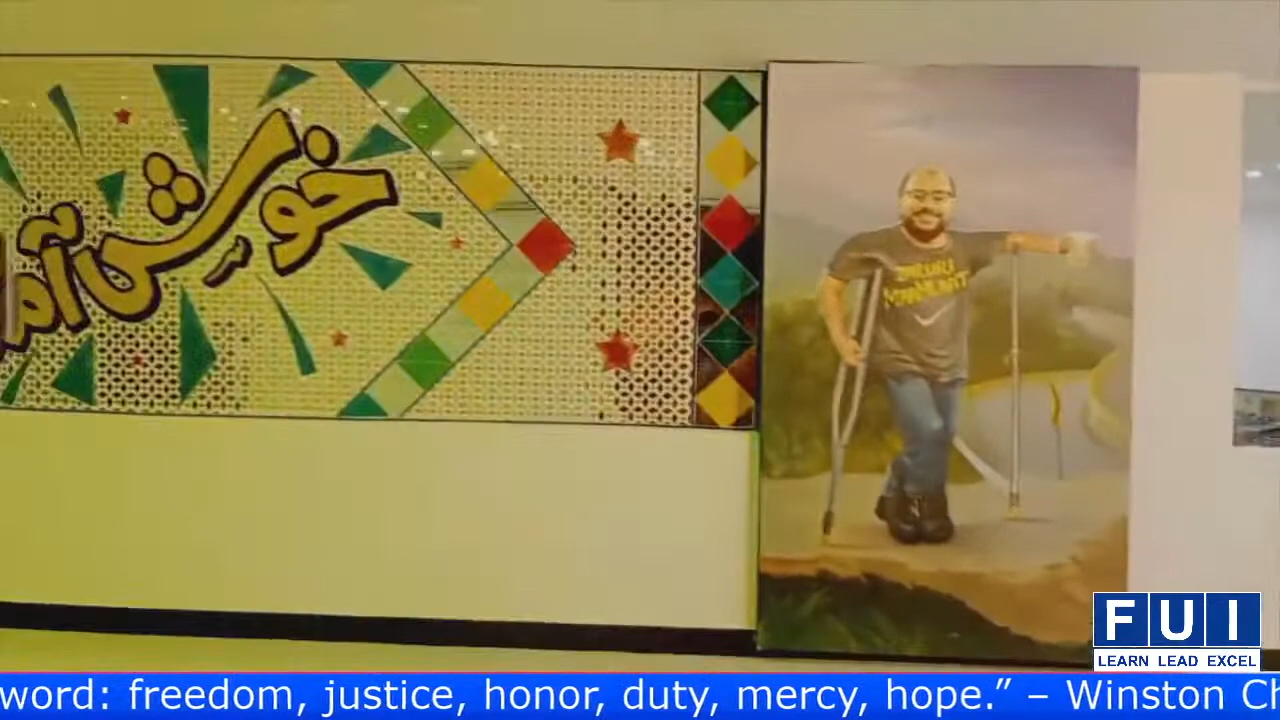 خوش آم
FUI
LEARN LEAD EXCEL
word: freedom, justice, honor, duty, mercy, hope.” – Winston Ch